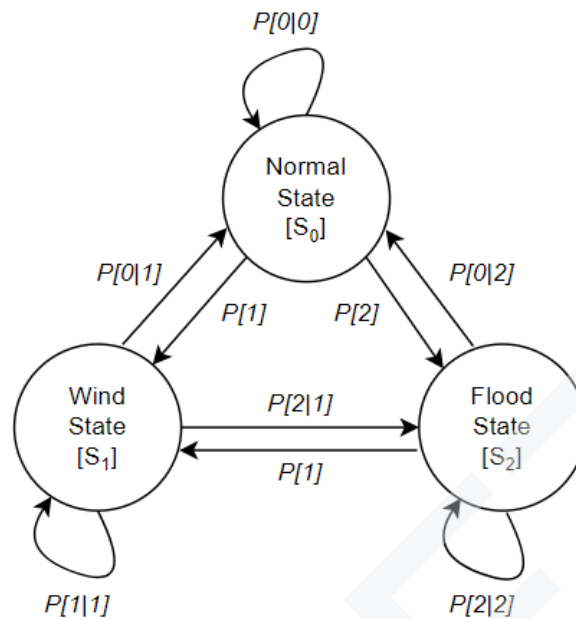 P[0|0]
Normal
State
[S₀]
P[0|1]
P[1]
P[2]
P[0|2]
Wind
State
[S₁]
P[2|1]
P[1]
Flood
State
[S₂]
P[1|1]
P[2|2]